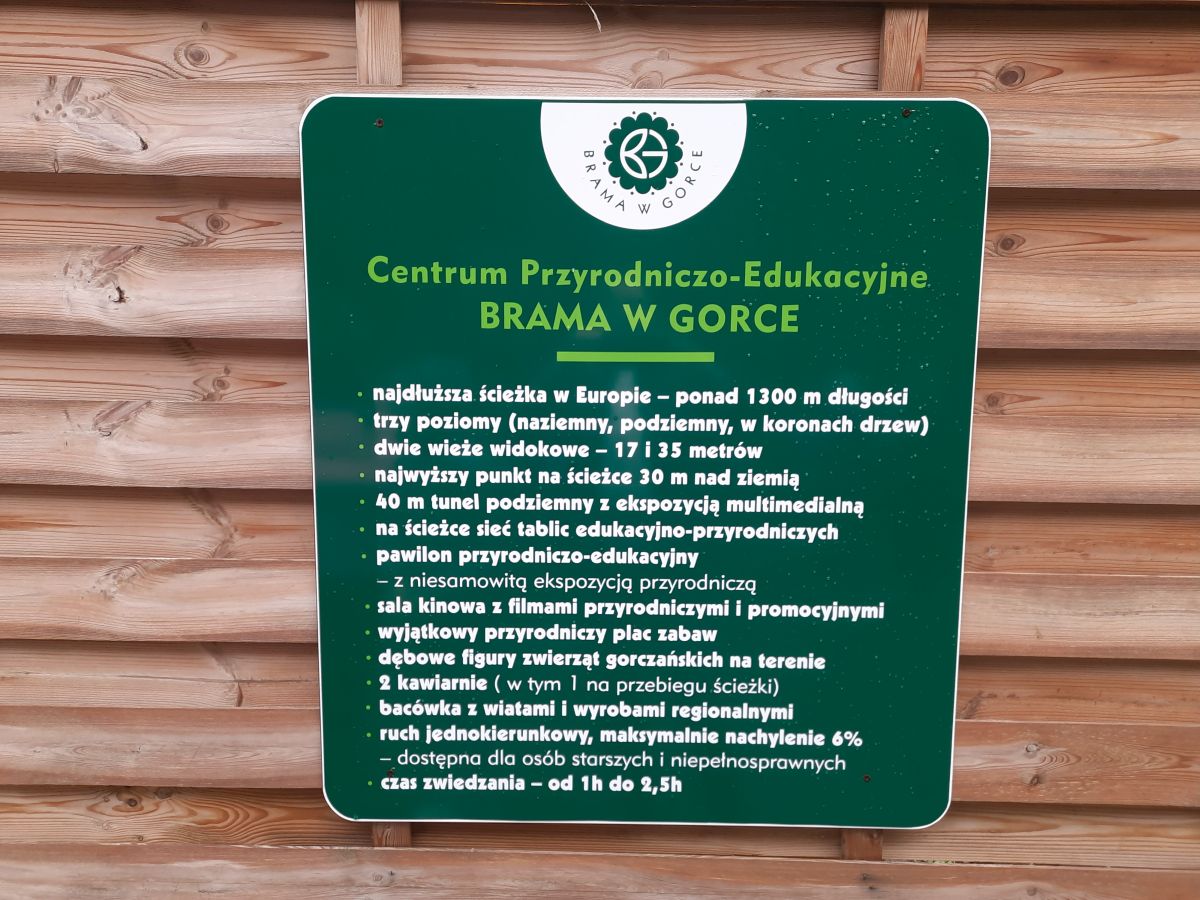 BG
BRAMA W GORCE
Centrum Przyrodniczo-Edukacyjne
BRAMA W GORCE
• najdłuższa ścieżka w Europie – ponad 1300 m długości
• trzy poziomy (naziemny, podziemny, w koronach drzew)
• dwie wieże widokowe – 17 i 35 metrów
• najwyższy punkt na ścieżce 30 m nad ziemią
• 40 m tunel podziemny z ekspozycją multimedialną
• na ścieżce sieć tablic edukacyjno-przyrodniczych
• pawilon przyrodniczo-edukacyjny
– z niesamowitą ekspozycją przyrodniczą
• sala kinowa z filmami przyrodniczymi i promocyjnymi
• wyjątkowy przyrodniczy plac zabaw
• dębowe figury zwierząt gorczańskich na terenie
• 2 kawiarnie ( w tym 1 na przebiegu ścieżki)
• bacówka z wiatami i wyrobami regionalnymi
• ruch jednokierunkowy, maksymalnie nachylenie 6%
– dostępna dla osób starszych i niepełnosprawnych
• czas zwiedzania – od 1h do 2,5h